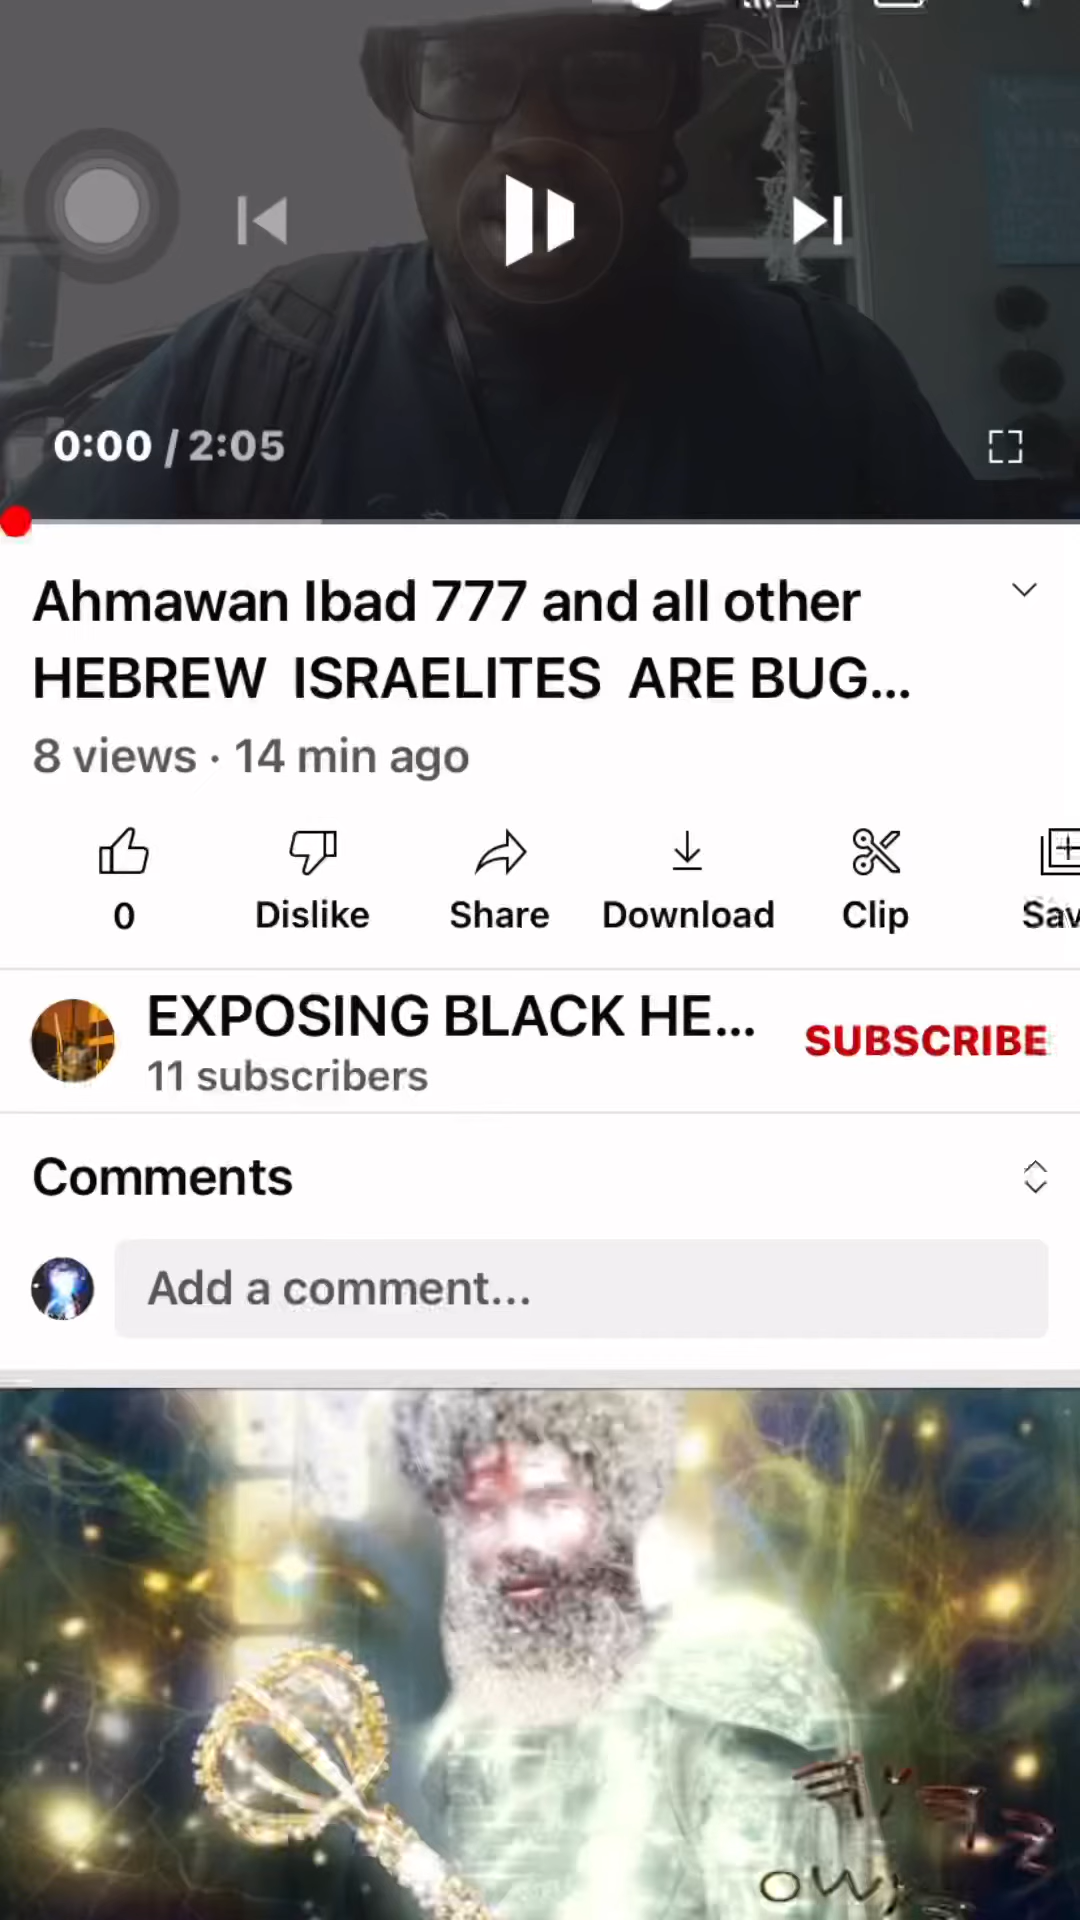 0:00 / 2:05
Ahmawan Ibad 777 and all other
HEBREW ISRAELITES ARE BUG...
8 views · 14 min ago
0
Dislike
Share
Download
Clip
Sav
EXPOSING BLACK HE...
SUBSCRIBE
11 subscribers
Comments
Add a comment...